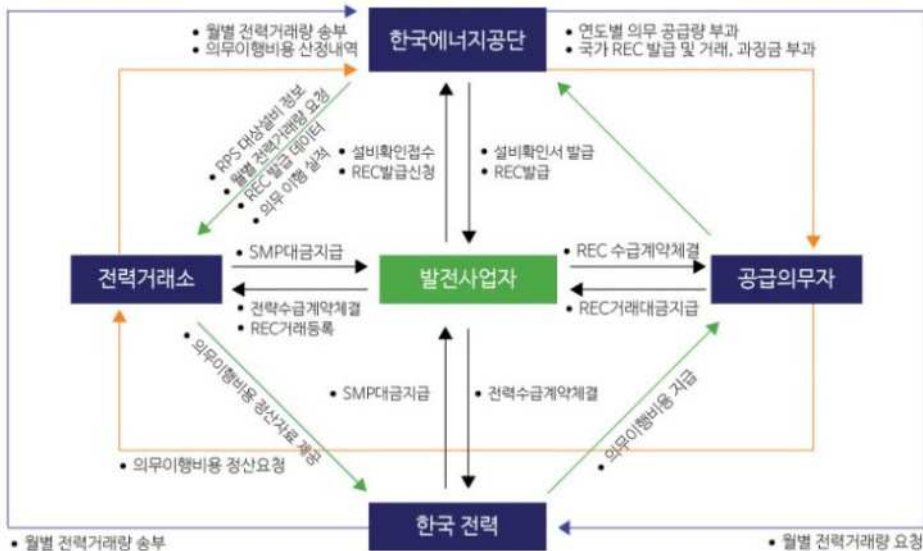 • 월별 전력거래량 송부
• 의무이행비용 산정내역
한국에너지공단
• 연도별 의무 공급량 부과
• 국가 REC 발급 및 거래, 과징금 부과
• RPS 대상설비 정보
• 월별 전력거래량 요청
• REC 발급 데이터
• 의무 이행 실적
• 설비확인접수
• REC발급신청
• 설비확인서 발급
• REC발급
전력거래소
• SMP대금지급
발전사업자
• REC 수급계약체결
공급의무자
• 전략수급계약체결
• REC거래등록
• REC거래대금지급
• 의무이행비용 정산자료 제공
• SMP대금지급
• 전력수급계약체결
• 의무이행비용 지급
• 의무이행비용 정산요청
한국 전력
• 월별 전력거래량 송부
• 월별 전력거래량 요청